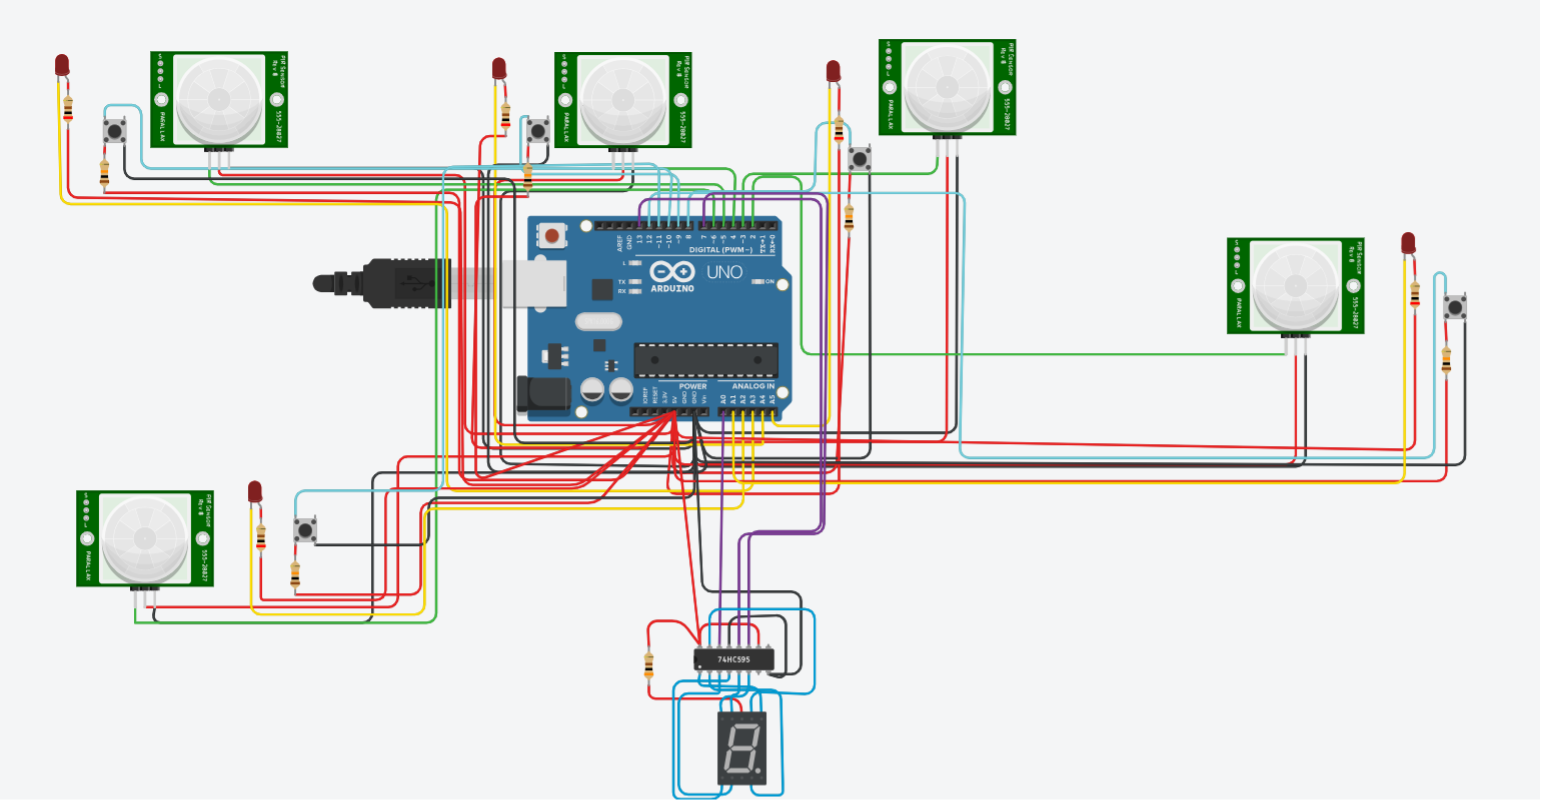 PIR Sensor
Rev B
555-28027
PARALLAX
PIR Sensor
Rev B
555-28027
PARALLAX
PIR Sensor
Rev B
555-28027
PARALLAX
AREF
GND
13
12
~11
~10
~9
8
7
~6
~5
4
~3
2
TX→1
RX←0
DIGITAL (PWM~)
L
TX
RX
ARDUINO
UNO
ON
PIR Sensor
Rev B
555-28027
PARALLAX
POWER
ANALOG IN
IOREF
RESET
3.3V
5V
GND
GND
Vin
A0
A1
A2
A3
A4
A5
PIR Sensor
Rev B
555-28027
PARALLAX
74HC595
8.